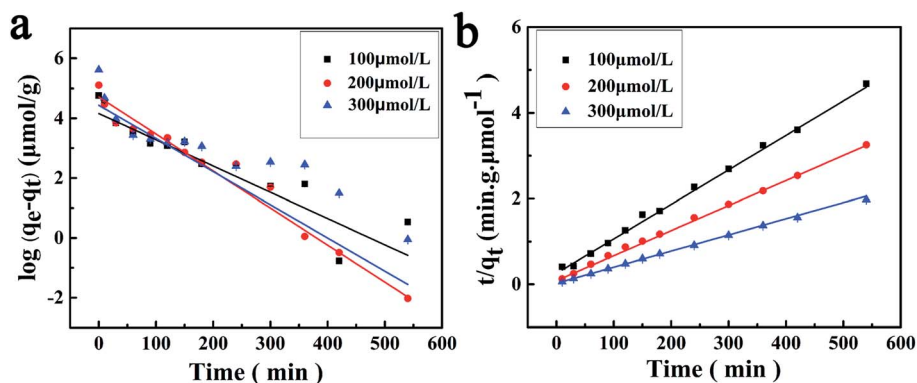 a
log (qe-qt) (μmol/g)
6
4
2
0
-2
100μmol/L
200μmol/L
300μmol/L
0 100 200 300 400 500 600
Time ( min )
b
t/qt (min.g.μmol-1)
6
4
2
0
100μmol/L
200μmol/L
300μmol/L
0 100 200 300 400 500 600
Time ( min )